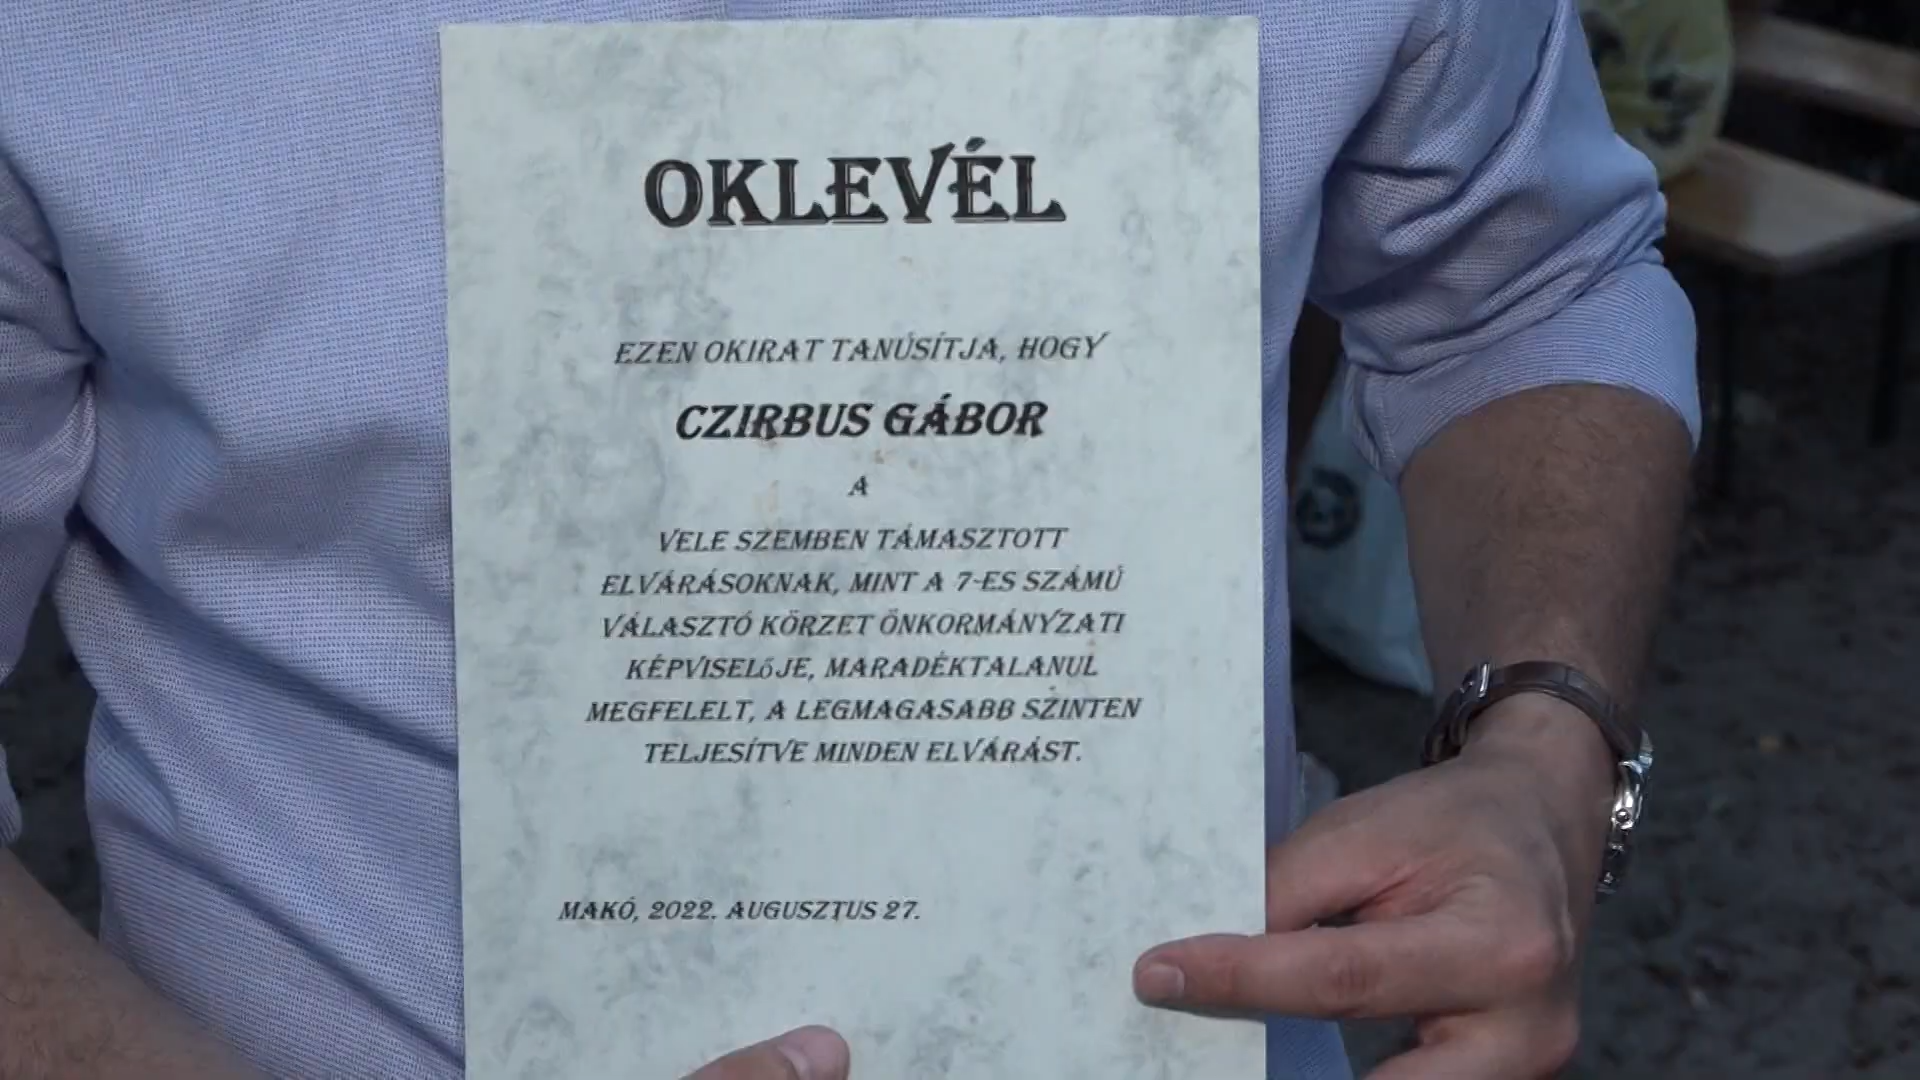 OKLEVÉL
EZEN OKIRAT TANÚSÍTJA, HOGY
CZIRBUS GÁBOR
A
VELE SZEMBEN TÁMASZTOTT
ELVÁRÁSOKNAK, MINT A 7-ES SZÁMÚ
VÁLASZTÓ KÖRZET ÖNKORMÁNYZATI
KÉPVISELőJE, MARADÉKTALANUL
MEGFELELT, A LEGMAGASABB SZINTEN
TELJESÍTVE MINDEN ELVÁRÁST.
MAKÓ, 2022. AUGUSZTUS 27.